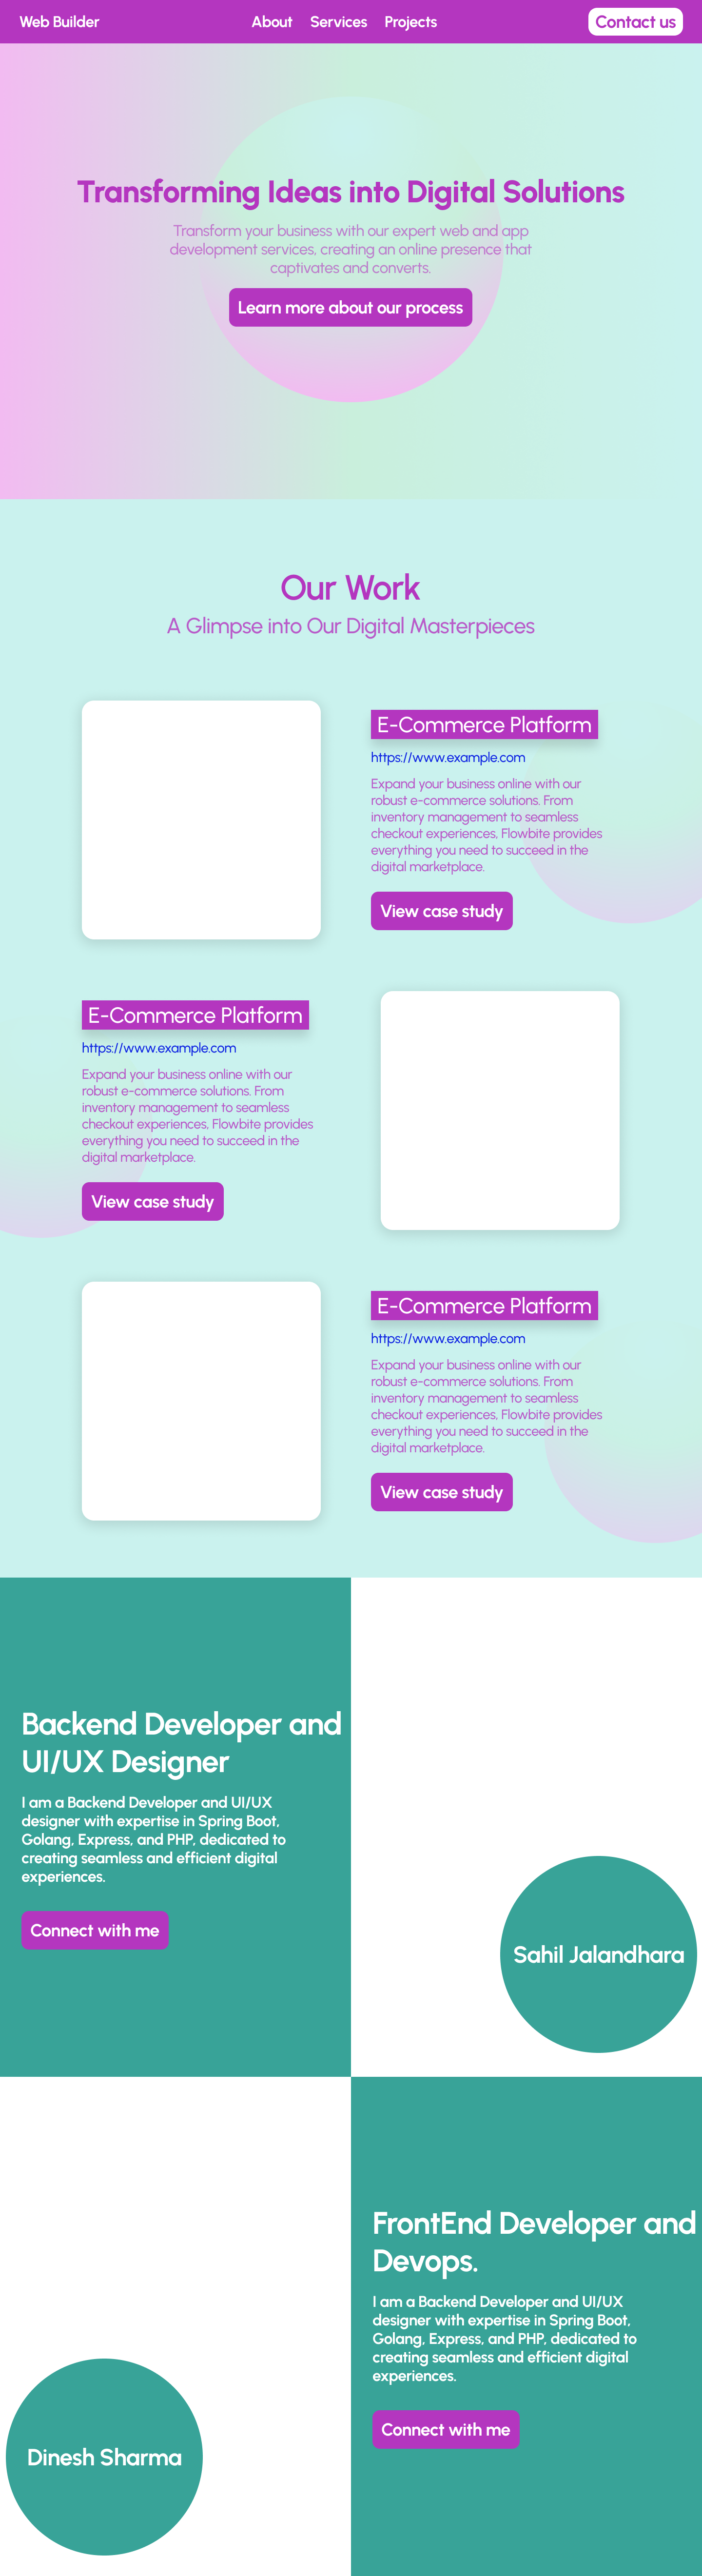 Web Builder
About Services Projects
Contact us
Transforming Ideas into Digital Solutions
Transform your business with our expert web and app
development services, creating an online presence that
captivates and converts.
Learn more about our process
Our Work
A Glimpse into Our Digital Masterpieces
E-Commerce Platform
https://www.example.com
Expand your business online with our
robust e-commerce solutions. From
inventory management to seamless
checkout experiences, Flowbite provides
everything you need to succeed in the
digital marketplace.
View case study
E-Commerce Platform
https://www.example.com
Expand your business online with our
robust e-commerce solutions. From
inventory management to seamless
checkout experiences, Flowbite provides
everything you need to succeed in the
digital marketplace.
View case study
E-Commerce Platform
https://www.example.com
Expand your business online with our
robust e-commerce solutions. From
inventory management to seamless
checkout experiences, Flowbite provides
everything you need to succeed in the
digital marketplace.
View case study
Backend Developer and
UI/UX Designer
I am a Backend Developer and UI/UX
designer with expertise in Spring Boot,
Golang, Express, and PHP, dedicated to
creating seamless and efficient digital
experiences.
Connect with me
Sahil Jalandhara
FrontEnd Developer and
Devops.
I am a Backend Developer and UI/UX
designer with expertise in Spring Boot,
Golang, Express, and PHP, dedicated to
creating seamless and efficient digital
experiences.
Connect with me
Dinesh Sharma